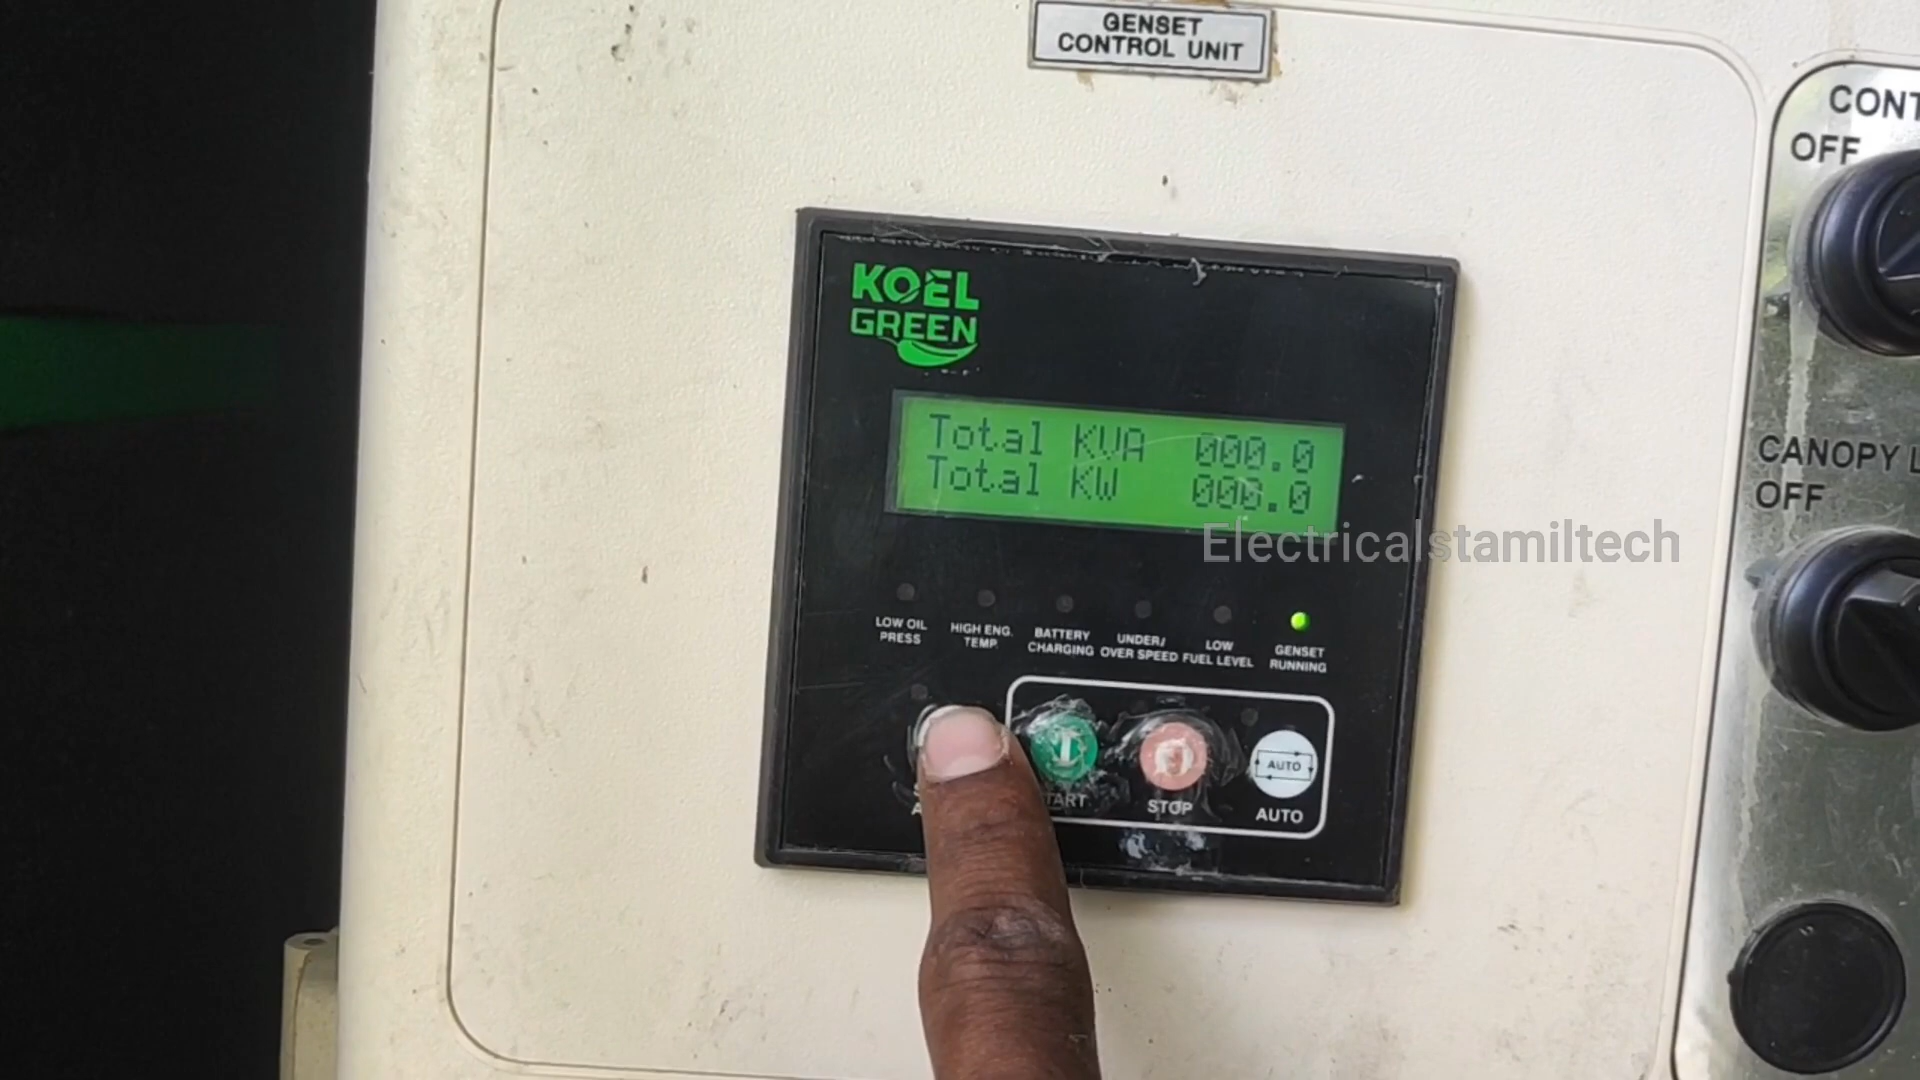 GENSET
CONTROL UNIT
CONT
OFF
KOEL
GREEN
Total KVA 000.0
Total KW 000.0
Electricalstamiltech
CANOPY L
OFF
LOW OIL
PRESS
HIGH ENG.
TEMP.
BATTERY
CHARGING
UNDER/
OVER SPEED
LOW
FUEL LEVEL
GENSET
RUNNING
I
TART
STOP
AUTO
AUTO